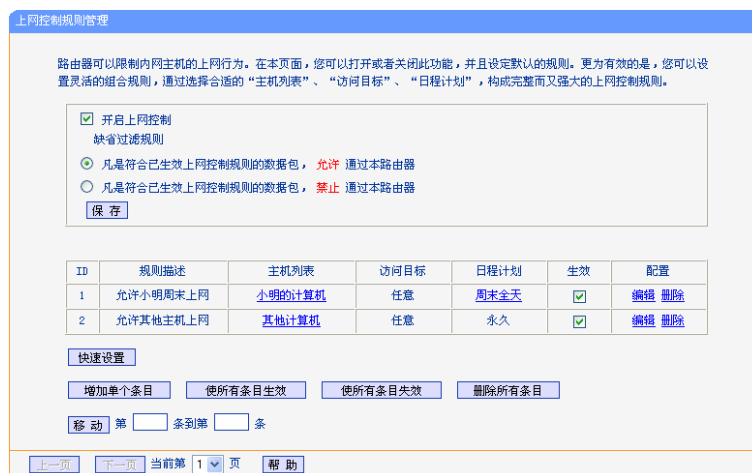 上网控制规则管理
路由器可以限制内网主机的上网行为。在本页面，您可以打开或者关闭此功能，并且设定默认的规则。更为有效的是，您可以设
置灵活的组合规则，通过选择合适的“主机列表”、“访问目标”、“日程计划”，构成完整而又强大的上网控制规则。
开启上网控制
缺省过滤规则
凡是符合已生效上网控制规则的数据包， 允许 通过本路由器
凡是符合已生效上网控制规则的数据包， 禁止 通过本路由器
保 存
ID 规则描述 主机列表 访问目标 日程计划 生效 配置
1 允许小明周末上网 小明的计算机 任意 周末全天 编辑 删除
2 允许其他主机上网 其他计算机 任意 永久 编辑 删除
快速设置
增加单个条目 使所有条目生效 使所有条目失效 删除所有条目
移 动 第 条到第 条
上一页 下一页 当前第 1 页 帮 助